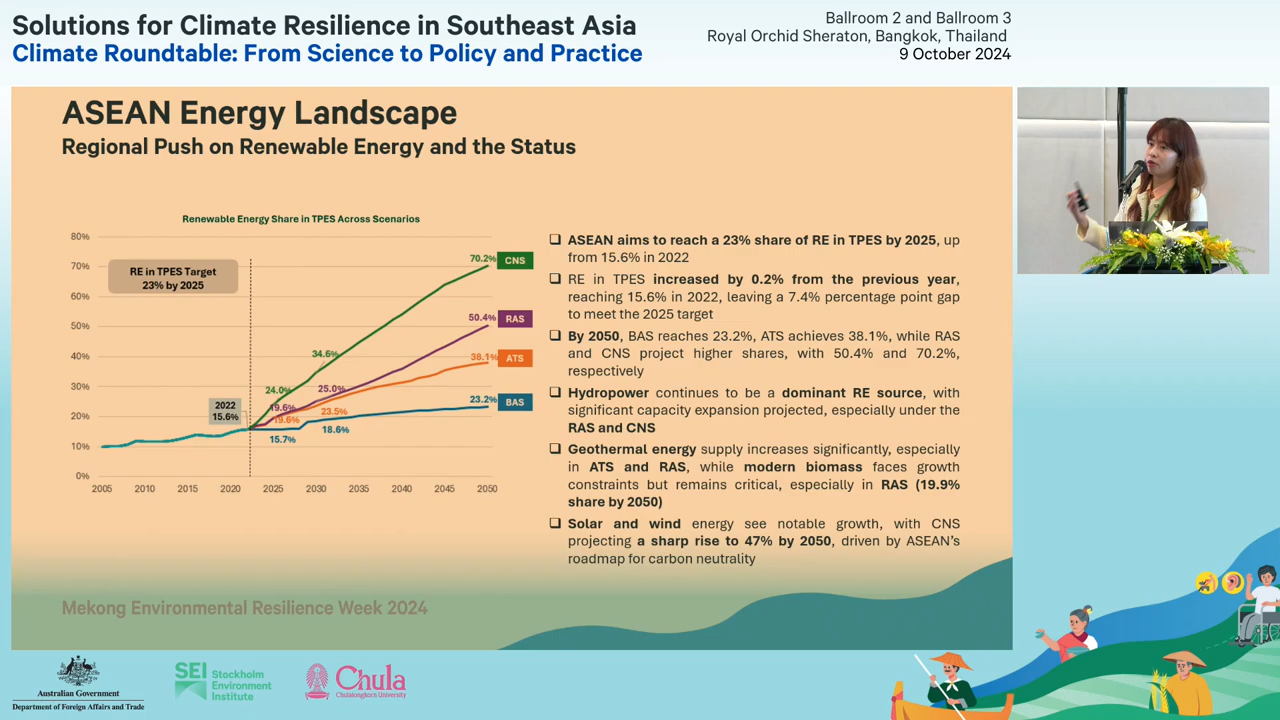 Solutions for Climate Resilience in Southeast Asia
Climate Roundtable: From Science to Policy and Practice
Ballroom 2 and Ballroom 3
Royal Orchid Sheraton, Bangkok, Thailand
9 October 2024
ASEAN Energy Landscape
Regional Push on Renewable Energy and the Status
Renewable Energy Share in TPES Across Scenarios
80%
70%
60%
50%
40%
30%
20%
10%
0%
RE in TPES Target
23% by 2025
2022
15.6%
24.0%
34.6%
70.2%
CNS
19.6%
25.0%
50.4%
RAS
19.6%
23.5%
38.1%
ATS
15.7%
18.6%
23.2%
BAS
2005 2010 2015 2020 2025 2030 2035 2040 2045 2050
ASEAN aims to reach a 23% share of RE in TPES by 2025, up
from 15.6% in 2022
RE in TPES increased by 0.2% from the previous year,
reaching 15.6% in 2022, leaving a 7.4% percentage point gap
to meet the 2025 target
By 2050, BAS reaches 23.2%, ATS achieves 38.1%, while RAS
and CNS project higher shares, with 50.4% and 70.2%,
respectively
Hydropower continues to be a dominant RE source, with
significant capacity expansion projected, especially under the
RAS and CNS
Geothermal energy supply increases significantly, especially
in ATS and RAS, while modern biomass faces growth
constraints but remains critical, especially in RAS (19.9%
share by 2050)
Solar and wind energy see notable growth, with CNS
projecting a sharp rise to 47% by 2050, driven by ASEAN's
roadmap for carbon neutrality
Mekong Environmental Resilience Week 2024
Australian Government
Department of Foreign Affairs and Trade
SEI Stockholm
Environment
Institute
Chula
Chulalongkorn University